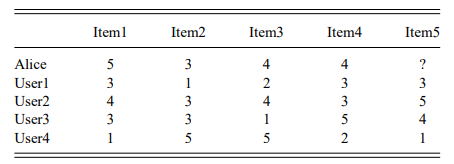 Item1 Item2 Item3 Item4 Item5
Alice 5 3 4 4 ?
User1 3 1 2 3 3
User2 4 3 4 3 5
User3 3 3 1 5 4
User4 1 5 5 2 1